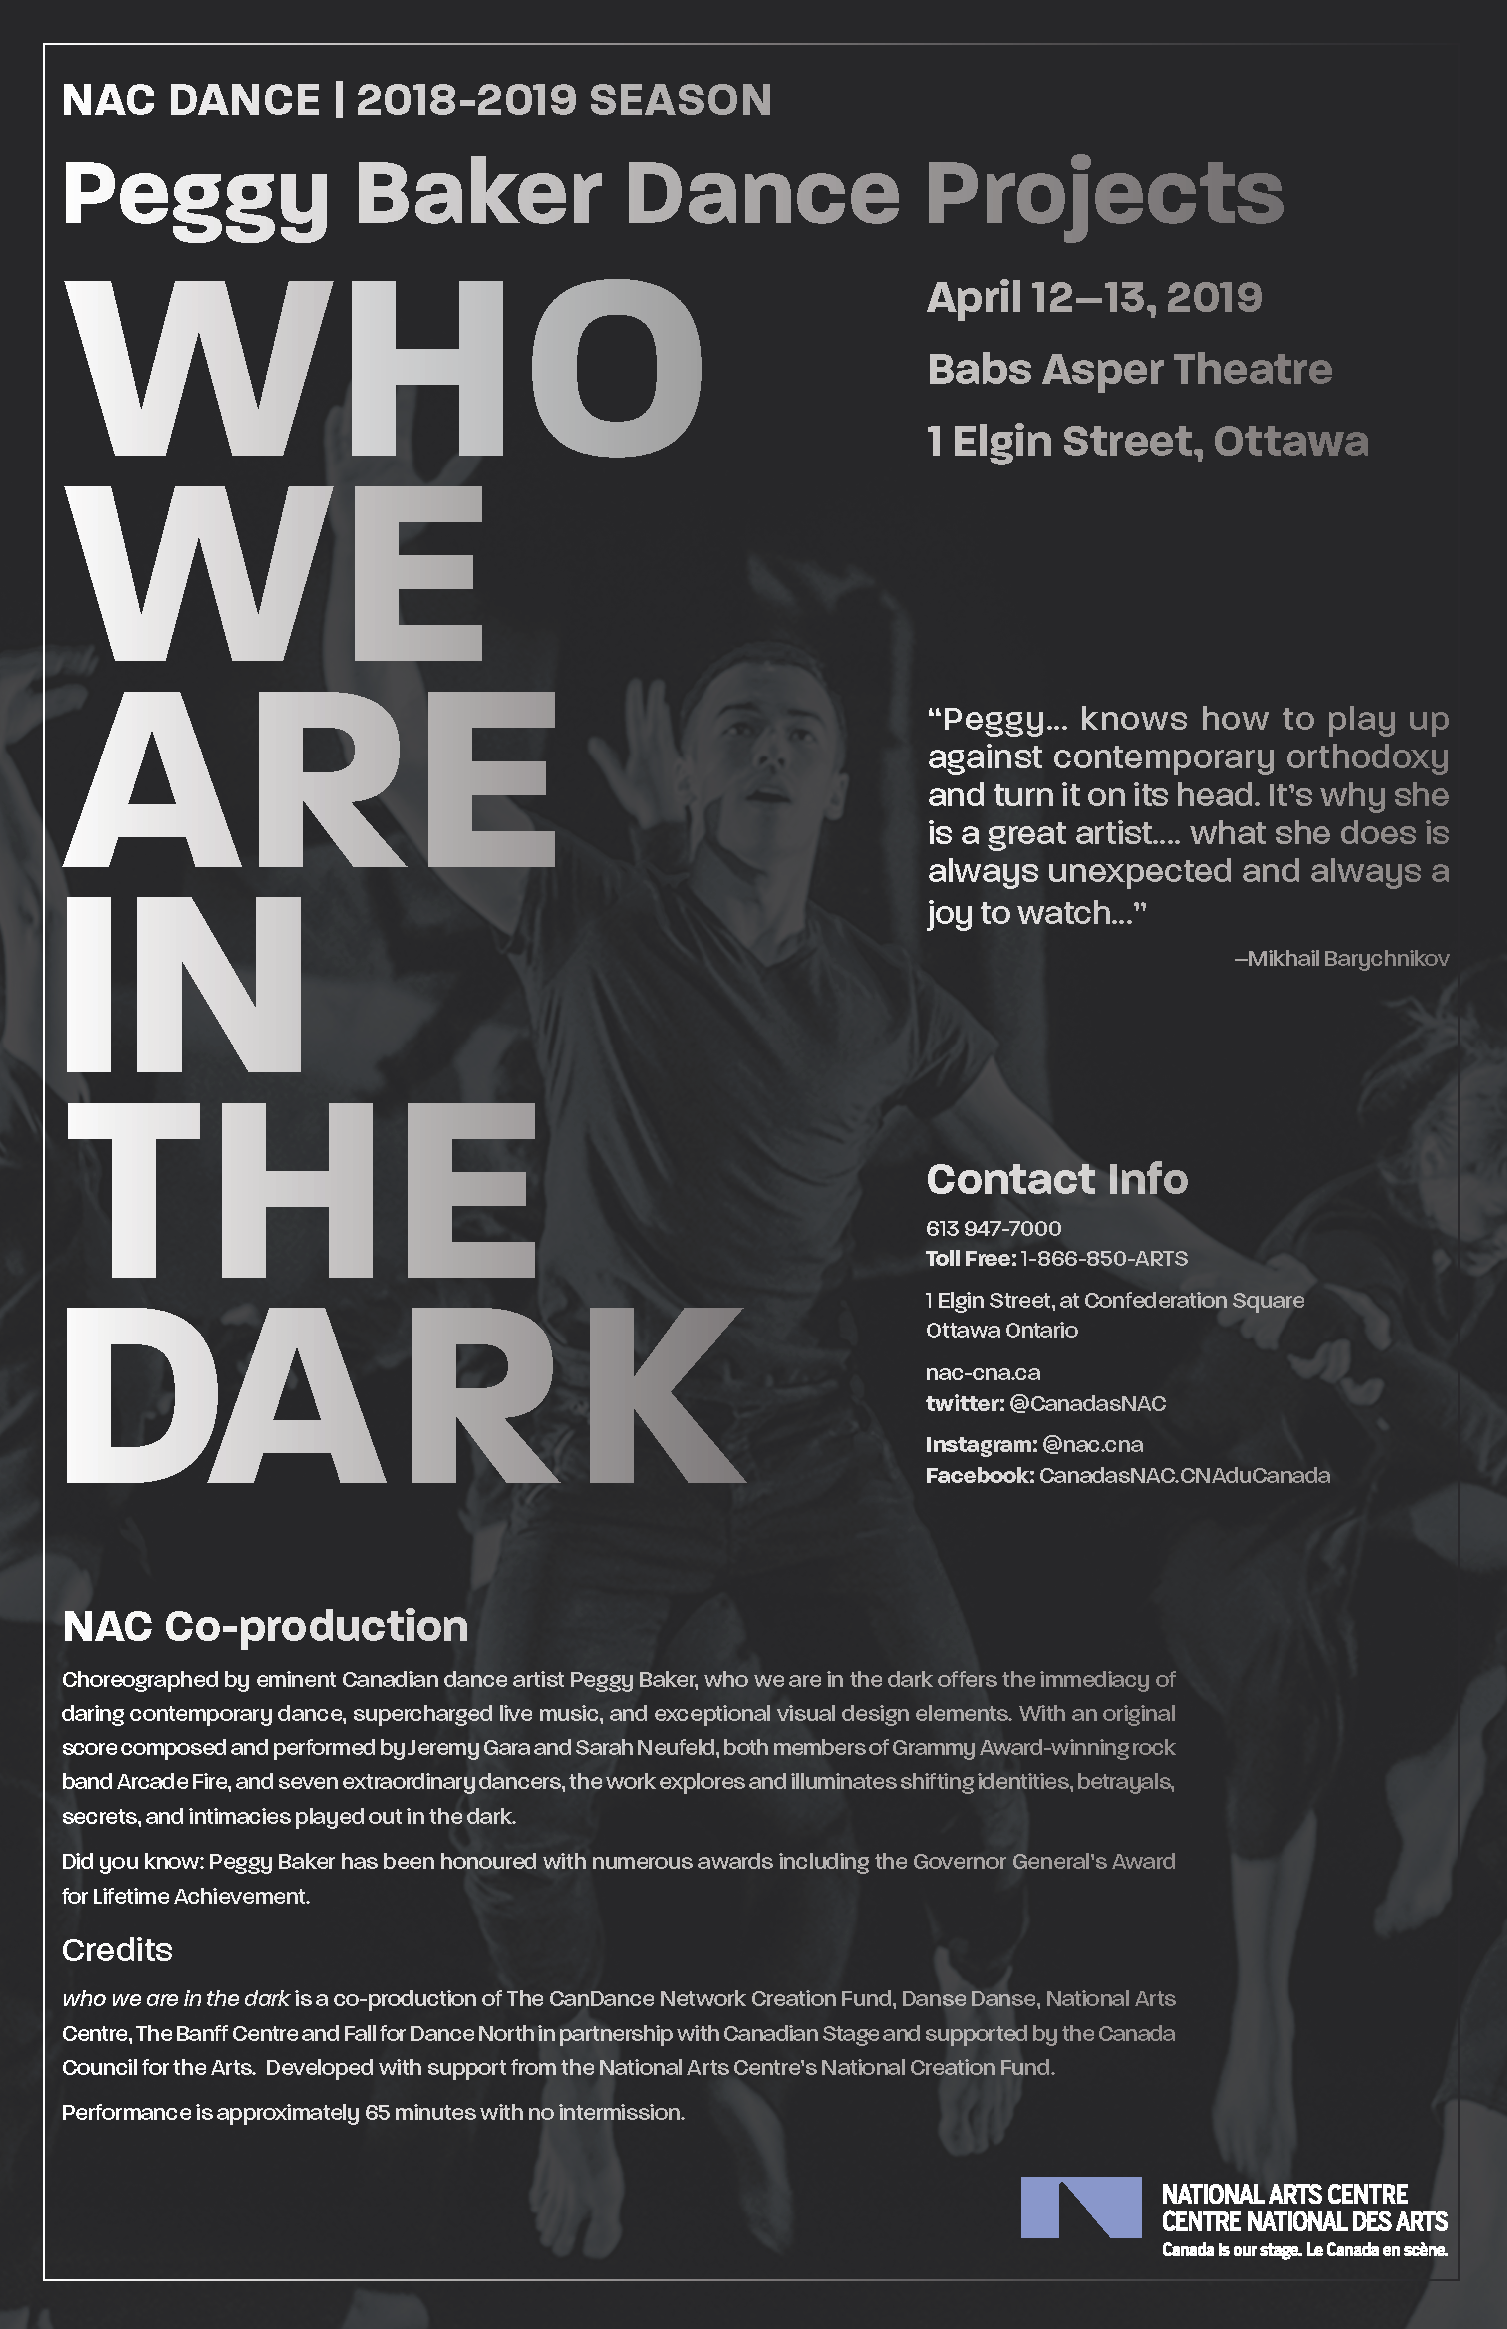 NAC DANCE | 2018-2019 SEASON
Peggy Baker Dance Projects
WHO
WE
ARE
IN
THE
DARK
April 12–13, 2019
Babs Asper Theatre
1 Elgin Street, Ottawa
“Peggy... knows how to play up
against contemporary orthodoxy
and turn it on its head. It’s why she
is a great artist.... what she does is
always unexpected and always a
joy to watch...”
–Mikhail Barychnikov
Contact Info
613 947-7000
Toll Free: 1-866-850-ARTS
1 Elgin Street, at Confederation Square
Ottawa Ontario
nac-cna.ca
twitter: @CanadasNAC
Instagram: @nac.cna
Facebook: CanadasNAC.CNAduCanada
NAC Co-production
Choreographed by eminent Canadian dance artist Peggy Baker, who we are in the dark offers the immediacy of
daring contemporary dance, supercharged live music, and exceptional visual design elements. With an original
score composed and performed by Jeremy Gara and Sarah Neufeld, both members of Grammy Award-winning rock
band Arcade Fire, and seven extraordinary dancers, the work explores and illuminates shifting identities, betrayals,
secrets, and intimacies played out in the dark.
Did you know: Peggy Baker has been honoured with numerous awards including the Governor General's Award
for Lifetime Achievement.
Credits
who we are in the dark is a co-production of The CanDance Network Creation Fund, Danse Danse, National Arts
Centre, The Banff Centre and Fall for Dance North in partnership with Canadian Stage and supported by the Canada
Council for the Arts. Developed with support from the National Arts Centre's National Creation Fund.
Performance is approximately 65 minutes with no intermission.
NATIONAL ARTS CENTRE
CENTRE NATIONAL DES ARTS
Canada is our stage. Le Canada en scène.